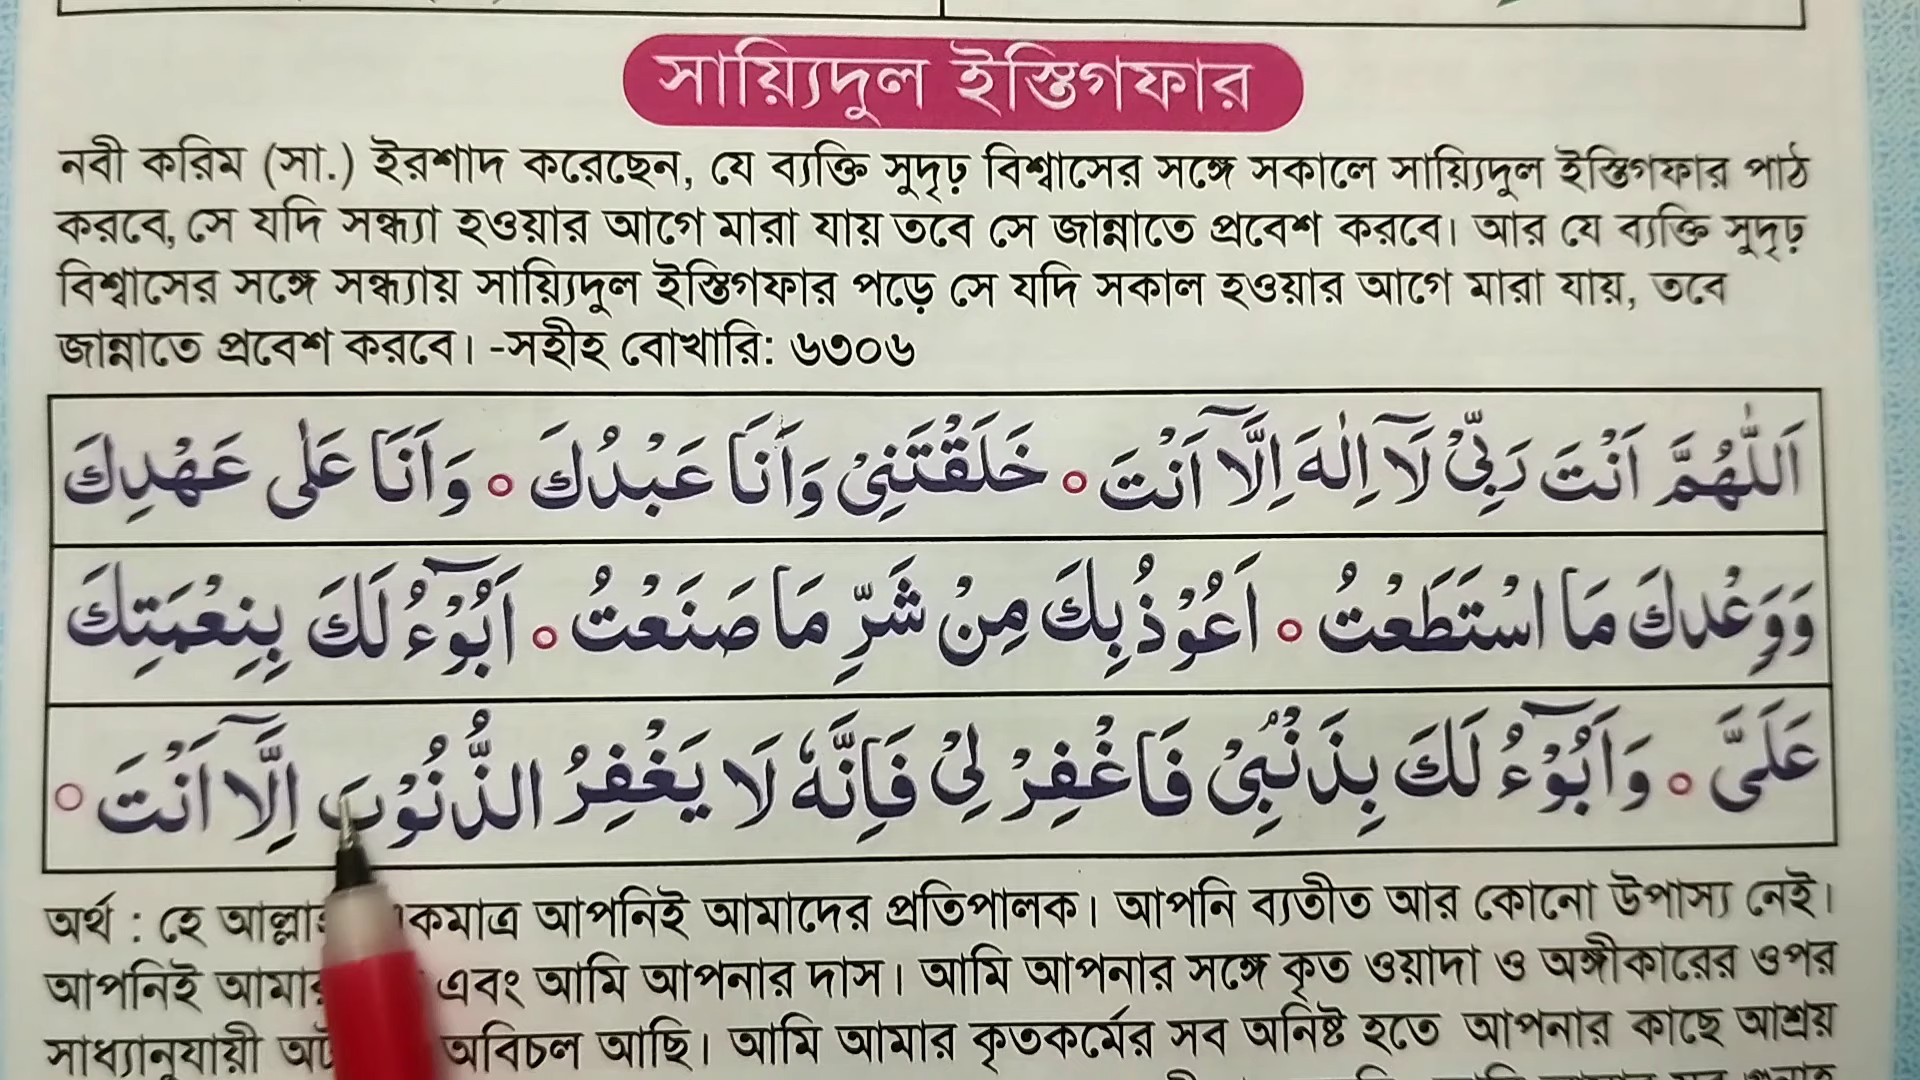 সায়্যিদুল ইস্তিগফার
নবী করিম (সা.) ইরশাদ করেছেন, যে ব্যক্তি সুদৃঢ় বিশ্বাসের সঙ্গে সকালে সায়্যিদুল ইস্তিগফার পাঠ
করবে, সে যদি সন্ধ্যা হওয়ার আগে মারা যায় তবে সে জান্নাতে প্রবেশ করবে। আর যে ব্যক্তি সুদৃঢ়
বিশ্বাসের সঙ্গে সন্ধ্যায় সায়্যিদুল ইস্তিগফার পড়ে সে যদি সকাল হওয়ার আগে মারা যায়, তবে
জান্নাতে প্রবেশ করবে। -সহীহ বোখারি: ৬৩০৬
اَللّٰهُمَّ اَنْتَ رَبِّىْ لَآ اِلٰهَ اِلَّآ اَنْتَ ○ خَلَقْتَنِىْ وَاَنَا عَبْدُكَ ○ وَاَنَا عَلٰى عَهْدِكَ
وَوَعْدِكَ مَا اسْتَطَعْتُ ○ اَعُوْذُ بِكَ مِنْ شَرِّ مَا صَنَعْتُ ○ اَبُوْٓءُ لَكَ بِنِعْمَتِكَ
عَلَىَّ ○ وَاَبُوْٓءُ لَكَ بِذَنْۢبِىْ فَاغْفِرْ لِىْ فَاِنَّهٗ لَا يَغْفِرُ الذُّنُوْبَ اِلَّآ اَنْتَ ○
অর্থ : হে আল্লা কমাত্র আপনিই আমাদের প্রতিপালক। আপনি ব্যতীত আর কোনো উপাস্য নেই।
আপনিই আমার এবং আমি আপনার দাস। আমি আপনার সঙ্গে কৃত ওয়াদা ও অঙ্গীকারের ওপর
সাধ্যানুযায়ী অবিচল আছি। আমি আমার কৃতকর্মের সব অনিষ্ট হতে আপনার কাছে আশ্রয়